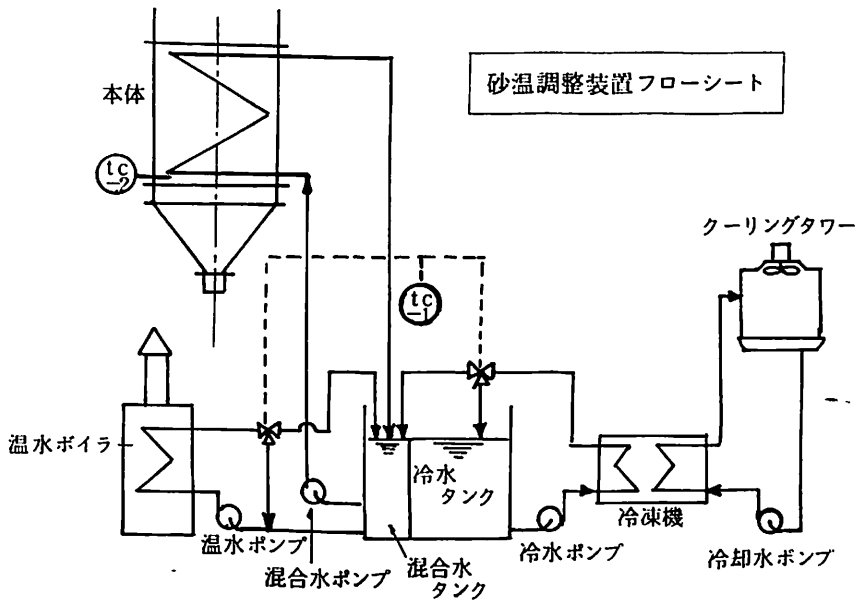 砂温調整装置フローシート
本体
tc
-2
クーリングタワー
tc
-1
温水ボイラ
冷水
タンク
温水ポンプ
混合水ポンプ
混合水
タンク
冷水ポンプ
冷凍機
冷却水ポンプ